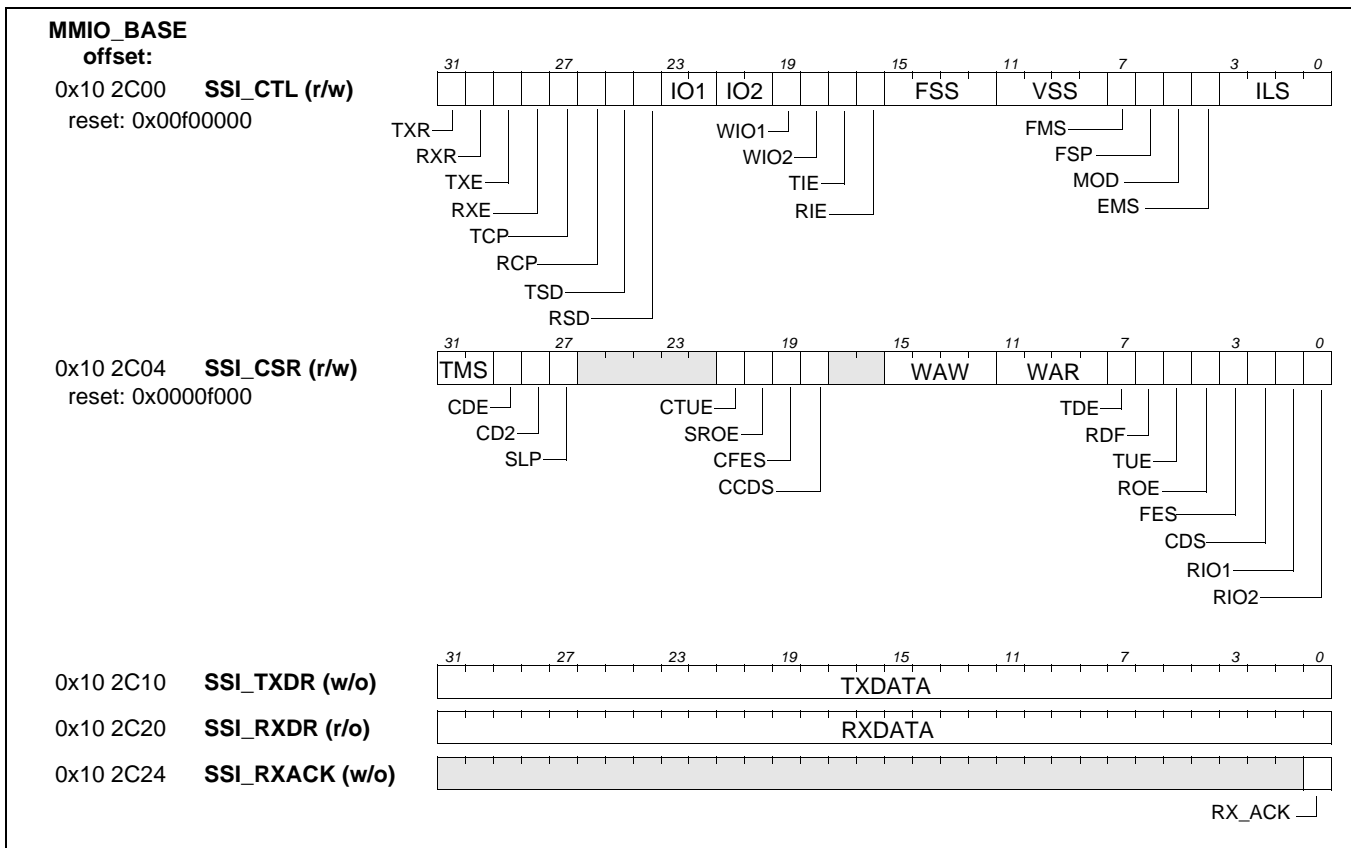 MMIO_BASE
offset:
31 27 23 19 15 11 7 3 0
0x10 2C00 SSI_CTL (r/w) IO1 IO2 FSS VSS ILS
reset: 0x00f00000
TXR WIO1 FMS
RXR WIO2 FSP
TXE TIE MOD
RXE RIE EMS
TCP
RCP
TSD
RSD
31 27 23 19 15 11 7 3 0
0x10 2C04 SSI_CSR (r/w) TMS WAW WAR
reset: 0x0000f000
CDE CTUE TDE
CD2 SROE RDF
SLP CFES TUE
CCDS ROE
FES
CDS
RIO1
RIO2
31 27 23 19 15 11 7 3 0
0x10 2C10 SSI_TXDR (w/o) TXDATA
0x10 2C20 SSI_RXDR (r/o) RXDATA
0x10 2C24 SSI_RXACK (w/o)
RX_ACK